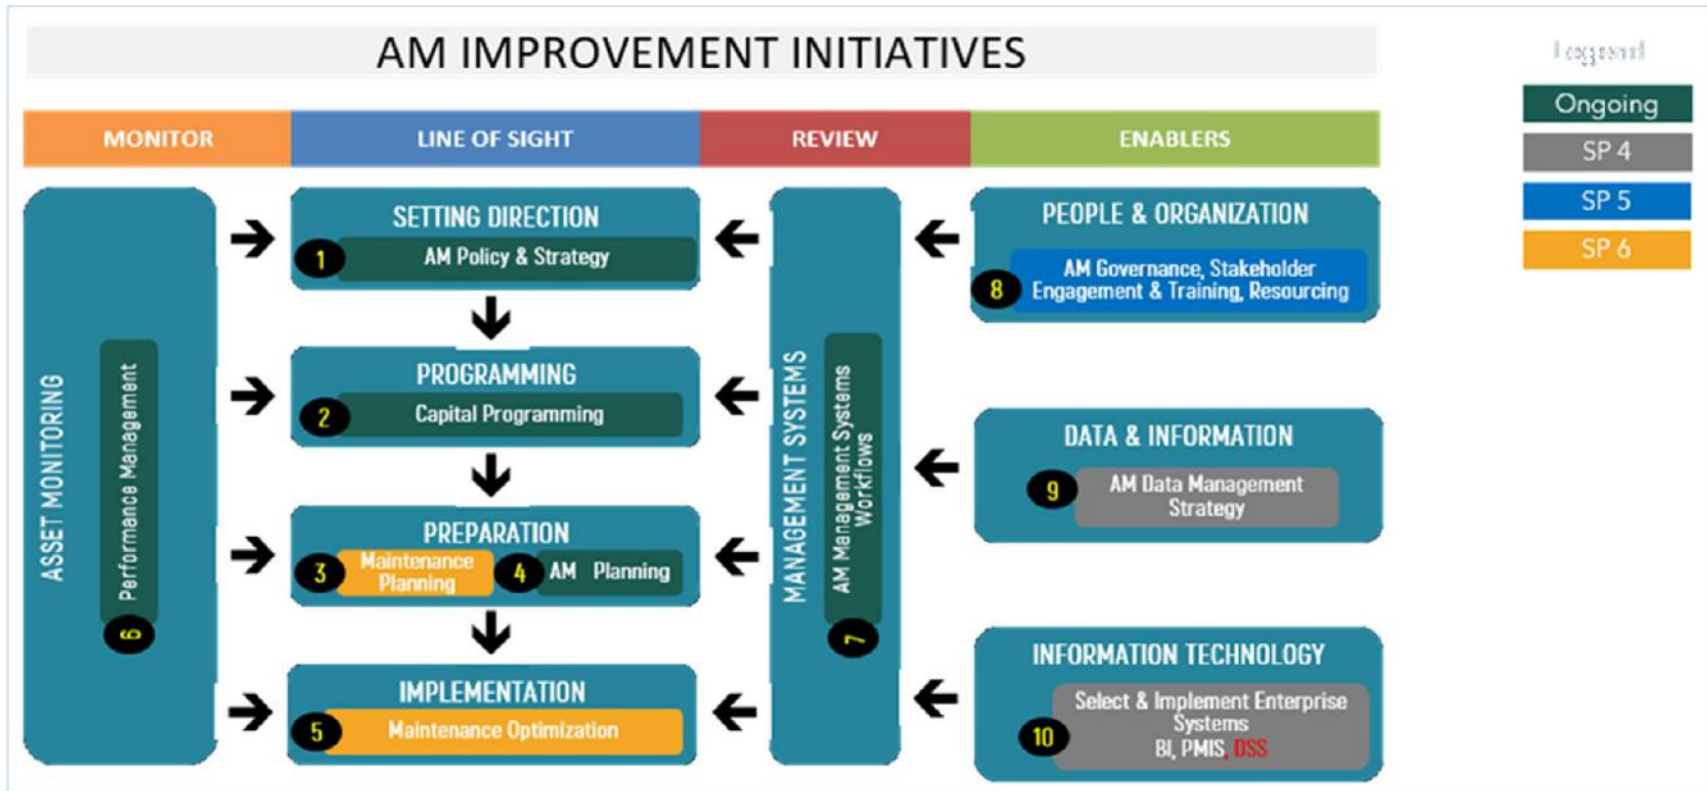 AM IMPROVEMENT INITIATIVES
Legend
Ongoing
SP 4
SP 5
SP 6
MONITOR
LINE OF SIGHT
REVIEW
ENABLERS
ASSET MONITORING
Performance Management
6
SETTING DIRECTION
1
AM Policy & Strategy
PROGRAMMING
2
Capital Programming
PREPARATION
3
Maintenance
Planning
4
AM Planning
IMPLEMENTATION
5
Maintenance Optimization
MANAGEMENT SYSTEMS
AM Management Systems
Workflows
7
PEOPLE & ORGANIZATION
8
AM Governance, Stakeholder
Engagement & Training, Resourcing
DATA & INFORMATION
9
AM Data Management
Strategy
INFORMATION TECHNOLOGY
10
Select & Implement Enterprise
Systems
BI, PMIS, DSS